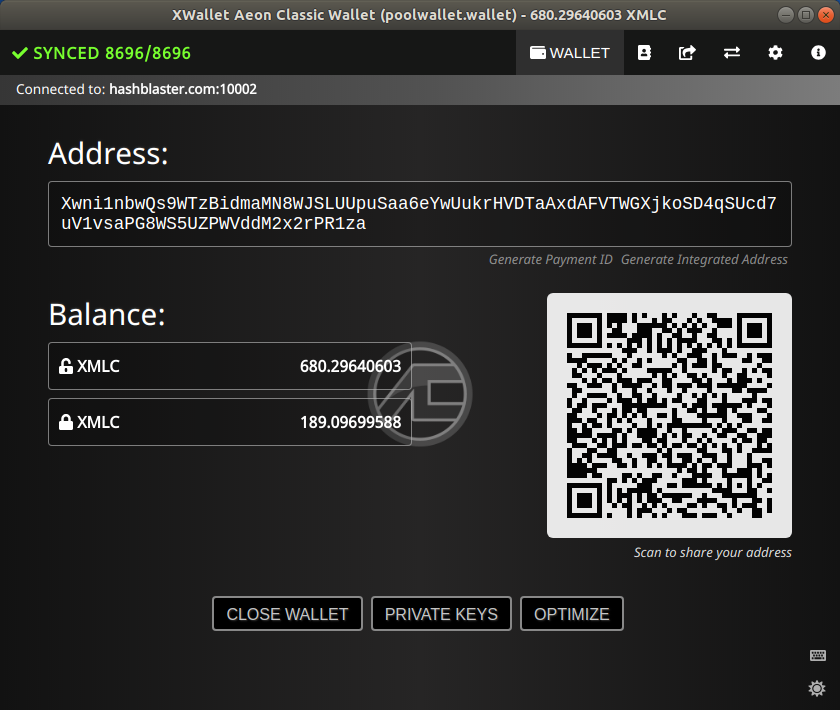 XWallet Aeon Classic Wallet (poolwallet.wallet) - 680.29640603 XMLC
SYNCED 8696/8696
WALLET
Connected to: hashblaster.com:10002
Address:
Xwni1nbwQs9WTzBidmaMN8WJSLUUpuSaa6eYwUukrHVDTaAxdAFVTWGXjkoSD4qSUcd7
uV1vsaPG8WS5UZPWVddM2x2rPR1za
Generate Payment ID Generate Integrated Address
Balance:
XMLC 680.29640603
XMLC 189.09699588
Scan to share your address
CLOSE WALLET PRIVATE KEYS OPTIMIZE